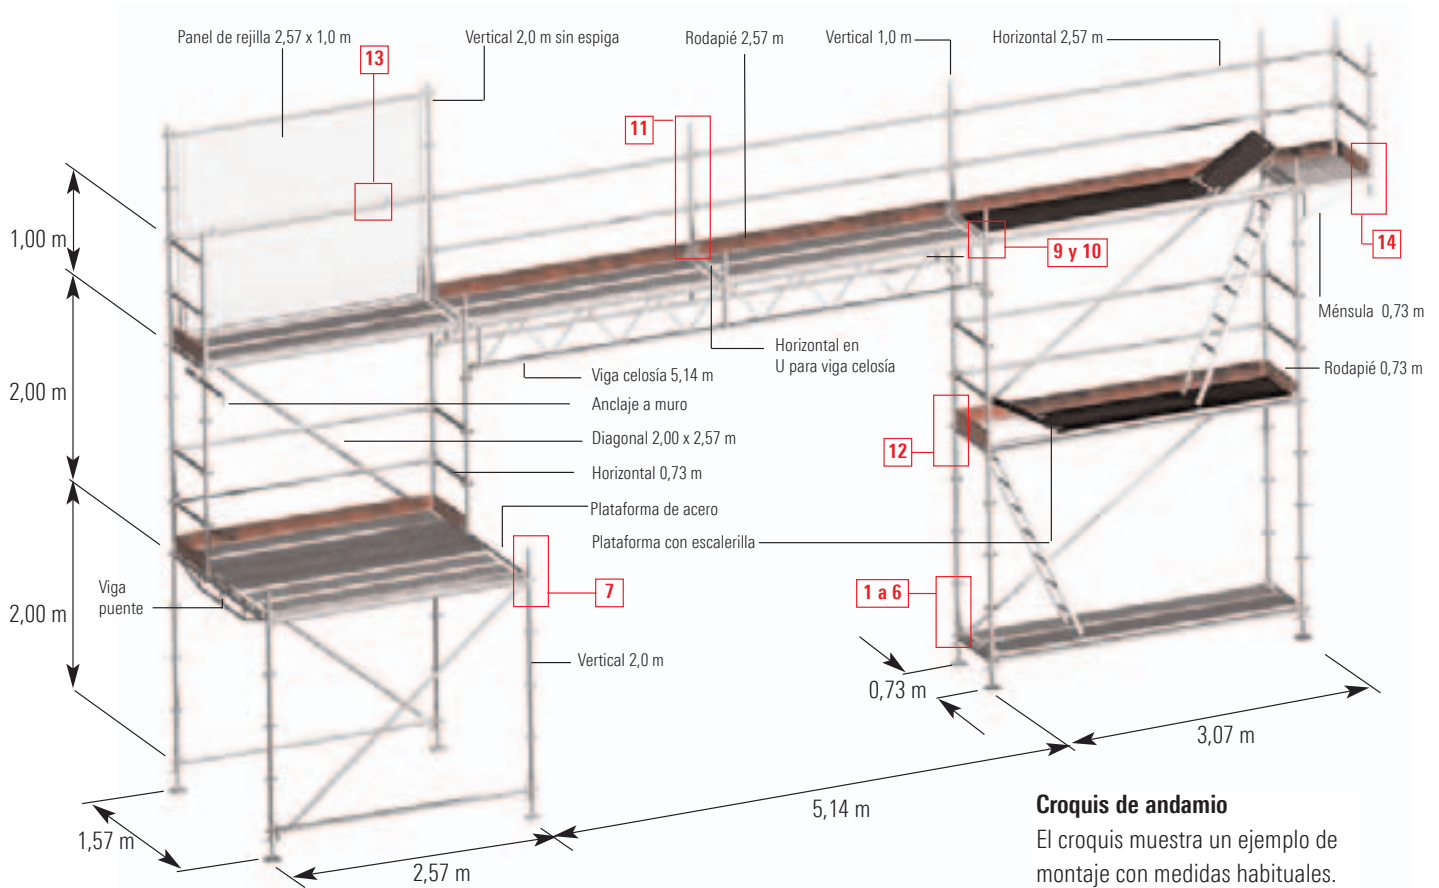 Panel de rejilla 2,57 x 1,0 m
Vertical 2,0 m sin espiga
Rodapié 2,57 m
Vertical 1,0 m
Horizontal 2,57 m
13
11
9 y 10
14
1,00 m
Ménsula 0,73 m
Horizontal en
U para viga celosía
Viga celosía 5,14 m
Rodapié 0,73 m
2,00 m
Anclaje a muro
Diagonal 2,00 x 2,57 m
12
Horizontal 0,73 m
Plataforma de acero
Plataforma con escalerilla
Viga
puente
7
1 a 6
2,00 m
Vertical 2,0 m
0,73 m
3,07 m
5,14 m
1,57 m
2,57 m
Croquis de andamio
El croquis muestra un ejemplo de
montaje con medidas habituales.